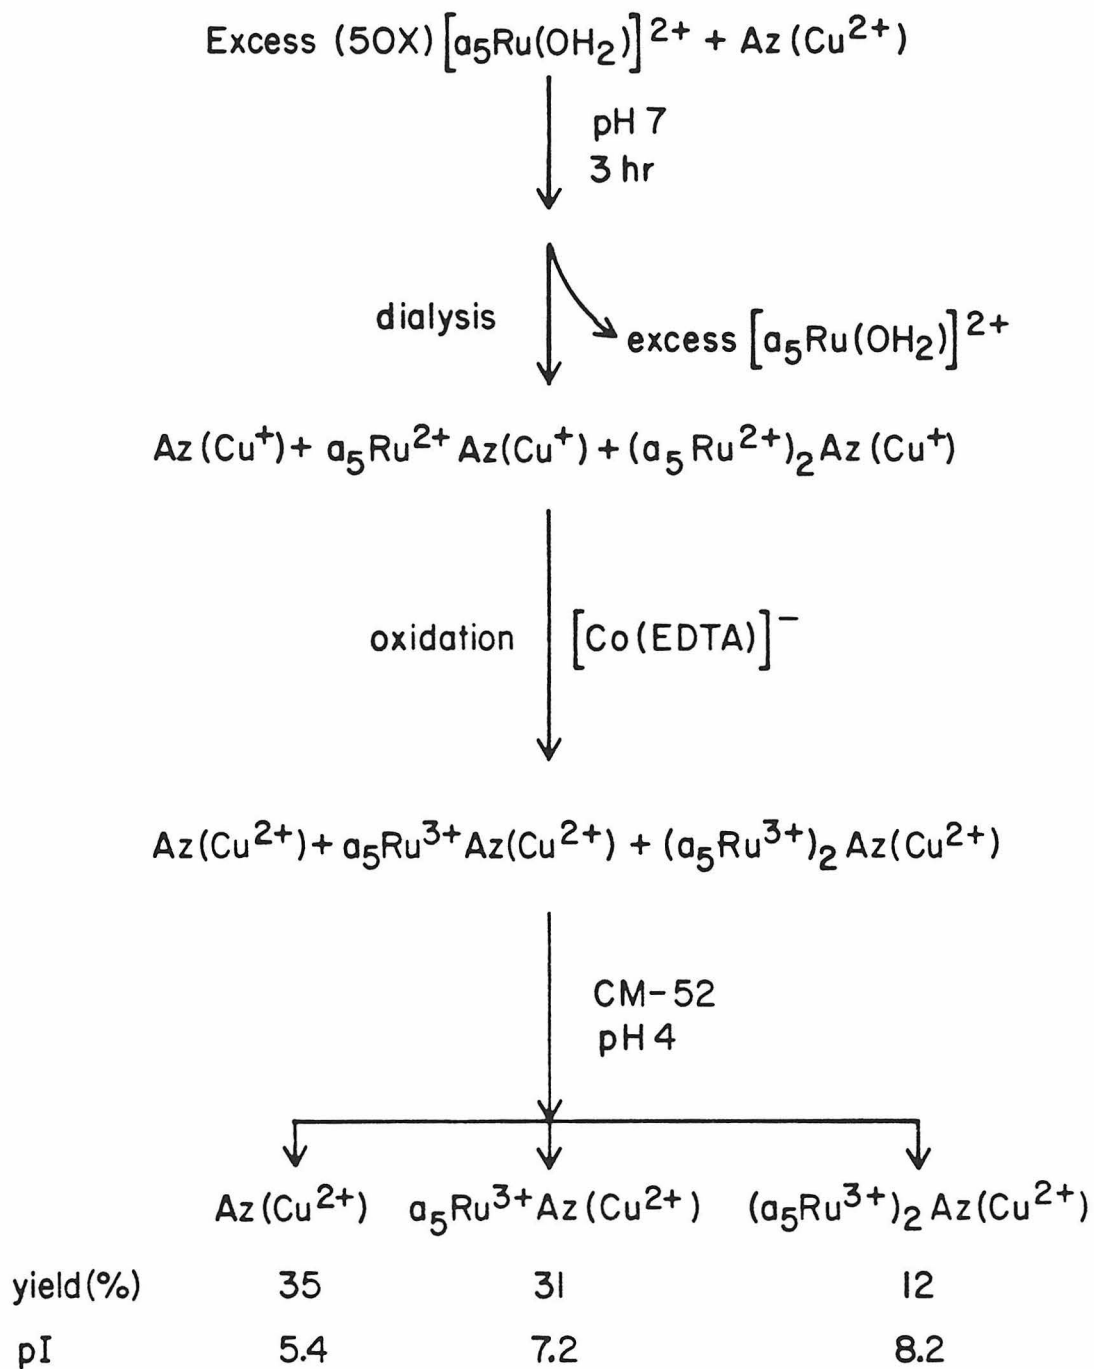 Excess (50X) [a₅Ru(OH₂)]²⁺ + Az(Cu²⁺)
pH 7
3 hr
dialysis
excess [a₅Ru(OH₂)]²⁺
Az(Cu⁺) + a₅Ru²⁺ Az(Cu⁺) + (a₅Ru²⁺)₂ Az(Cu⁺)
oxidation [Co(EDTA)]⁻
Az(Cu²⁺) + a₅Ru³⁺ Az(Cu²⁺) + (a₅Ru³⁺)₂ Az(Cu²⁺)
CM-52
pH 4
Az(Cu²⁺) a₅Ru³⁺ Az(Cu²⁺) (a₅Ru³⁺)₂ Az(Cu²⁺)
yield (%) 35 31 12
pI 5.4 7.2 8.2